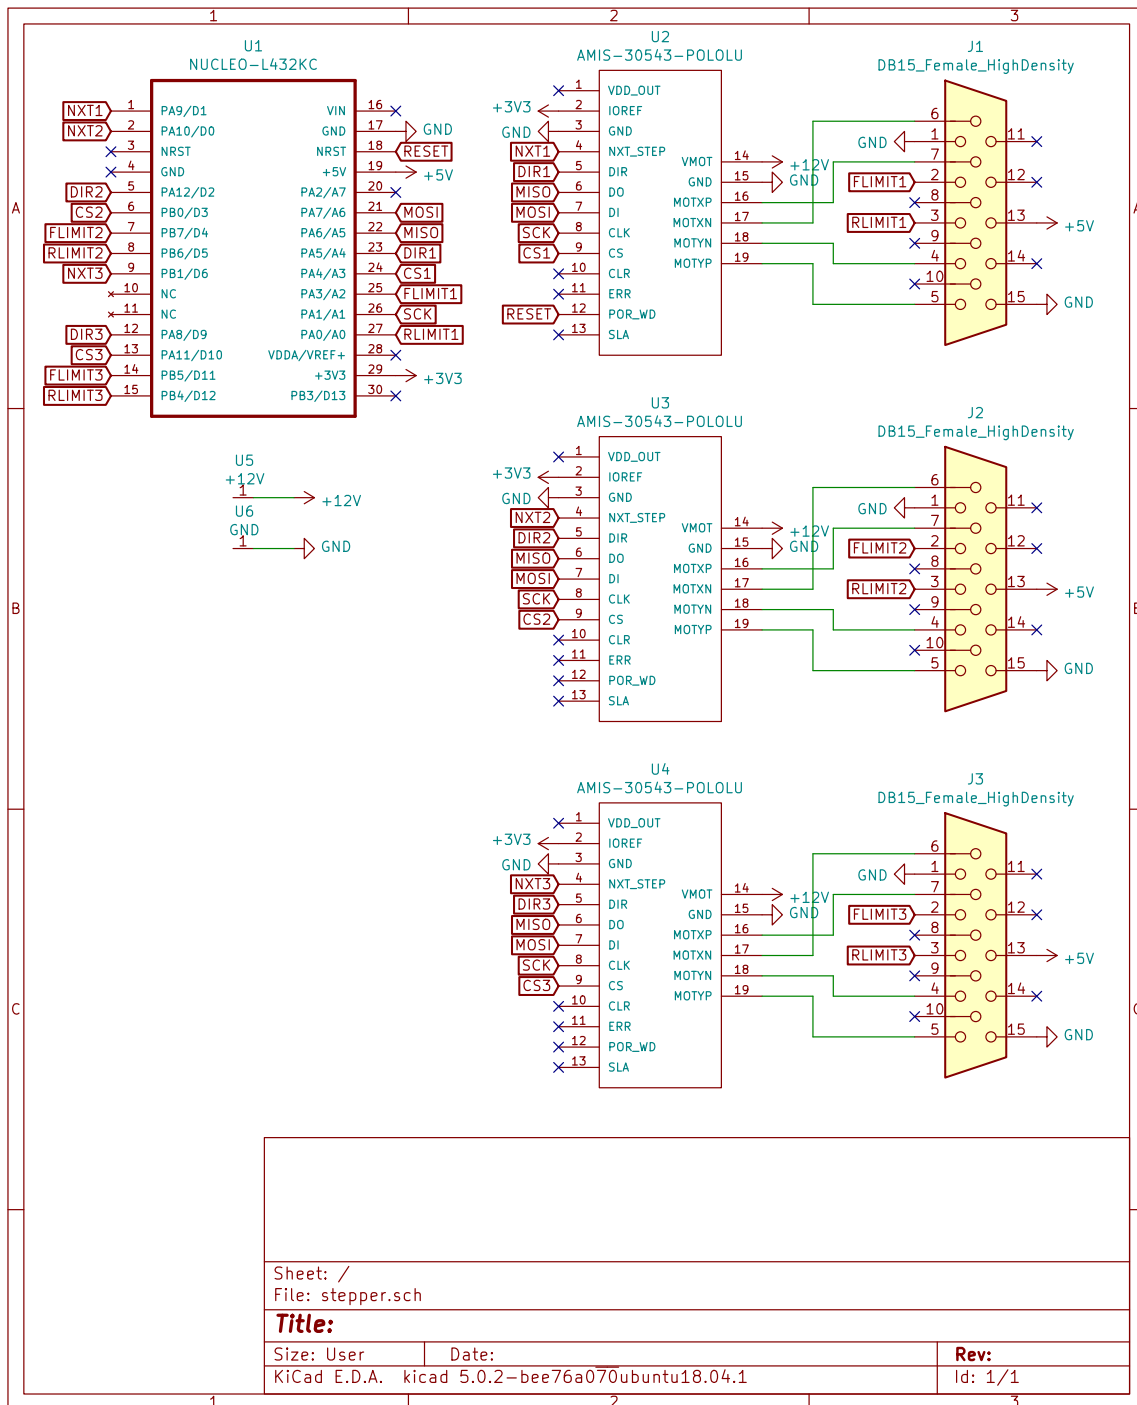 1 2 3
U1
NUCLEO-L432KC
NXT1 1 PA9/D1 VIN 16
NXT2 2 PA10/D0 GND 17 GND
3 NRST NRST 18 RESET
4 GND +5V 19 +5V
DIR2 5 PA12/D2 PA2/A7 20
CS2 6 PB0/D3 PA7/A6 21 MOSI
FLIMIT2 7 PB7/D4 PA6/A5 22 MISO
RLIMIT2 8 PB6/D5 PA5/A4 23 DIR1
NXT3 9 PB1/D6 PA4/A3 24 CS1
10 NC PA3/A2 25 FLIMIT1
11 NC PA1/A1 26 SCK
DIR3 12 PA8/D9 PA0/A0 27 RLIMIT1
CS3 13 PA11/D10 VDDA/VREF+ 28
FLIMIT3 14 PB5/D11 +3V3 29 +3V3
RLIMIT3 15 PB4/D12 PB3/D13 30
U5
+12V
1 +12V
U6
GND
1 GND
U2
AMIS-30543-POLOLU
1 VDD_OUT
+3V3 2 IOREF
GND 3 GND
NXT1 4 NXT_STEP
DIR1 5 DIR
MISO 6 DO
MOSI 7 DI
SCK 8 CLK
CS1 9 CS
10 CLR
11 ERR
RESET 12 POR_WD
13 SLA
VMOT 14 +12V
GND 15 GND
MOTXP 16
MOTXN 17
MOTYN 18
MOTYP 19
J1
DB15_Female_HighDensity
6
GND 1 11
7
FLIMIT1 2 12
8
RLIMIT1 3 13 +5V
9
4 14
10
5 15 GND
U3
AMIS-30543-POLOLU
1 VDD_OUT
+3V3 2 IOREF
GND 3 GND
NXT2 4 NXT_STEP
DIR2 5 DIR
MISO 6 DO
MOSI 7 DI
SCK 8 CLK
CS2 9 CS
10 CLR
11 ERR
12 POR_WD
13 SLA
VMOT 14 +12V
GND 15 GND
MOTXP 16
MOTXN 17
MOTYN 18
MOTYP 19
J2
DB15_Female_HighDensity
6
GND 1 11
7
FLIMIT2 2 12
8
RLIMIT2 3 13 +5V
9
4 14
10
5 15 GND
U4
AMIS-30543-POLOLU
1 VDD_OUT
+3V3 2 IOREF
GND 3 GND
NXT3 4 NXT_STEP
DIR3 5 DIR
MISO 6 DO
MOSI 7 DI
SCK 8 CLK
CS3 9 CS
10 CLR
11 ERR
12 POR_WD
13 SLA
VMOT 14 +12V
GND 15 GND
MOTXP 16
MOTXN 17
MOTYN 18
MOTYP 19
J3
DB15_Female_HighDensity
6
GND 1 11
7
FLIMIT3 2 12
8
RLIMIT3 3 13 +5V
9
4 14
10
5 15 GND
A
B
C
Sheet: /
File: stepper.sch
Title:
Size: User Date: Rev:
KiCad E.D.A. kicad 5.0.2-bee76a070ubuntu18.04.1 Id: 1/1
1 2 3